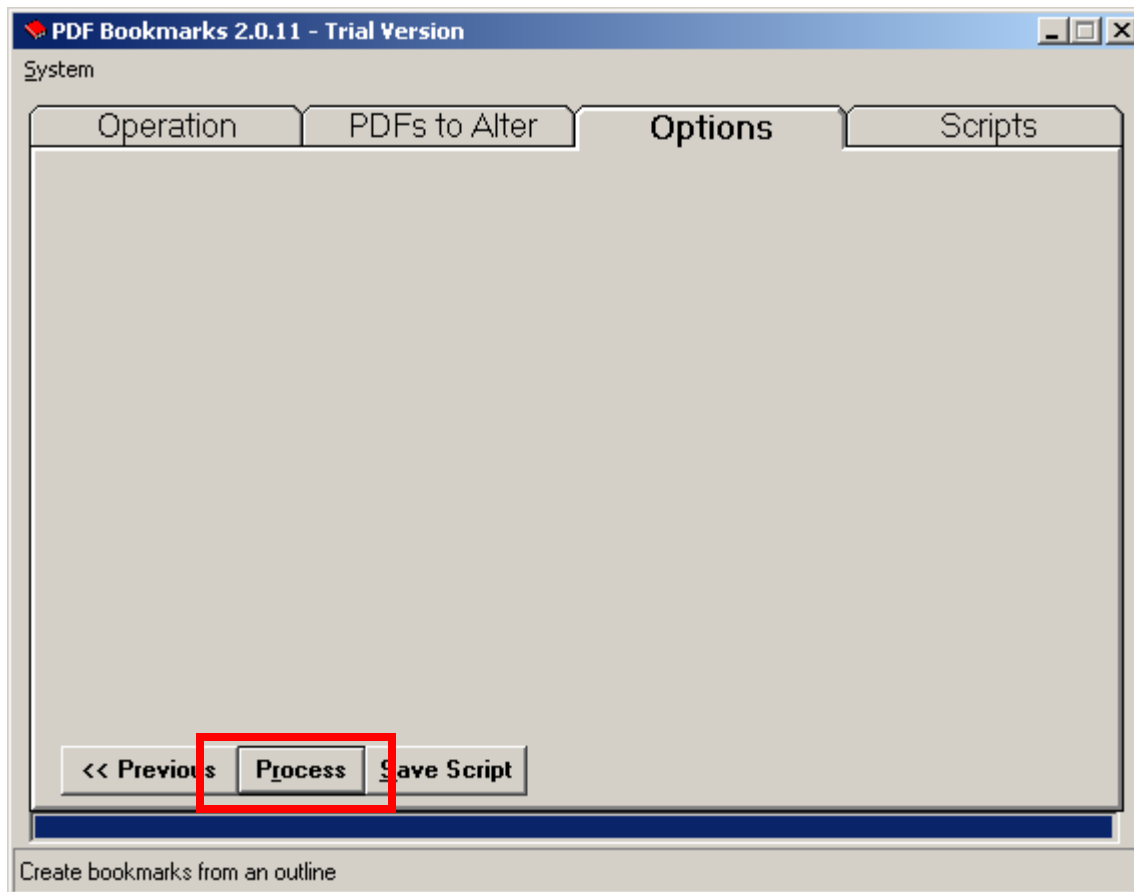 PDF Bookmarks 2.0.11 - Trial Version
System
Operation PDFs to Alter Options Scripts
<< Previous Process Save Script
Create bookmarks from an outline